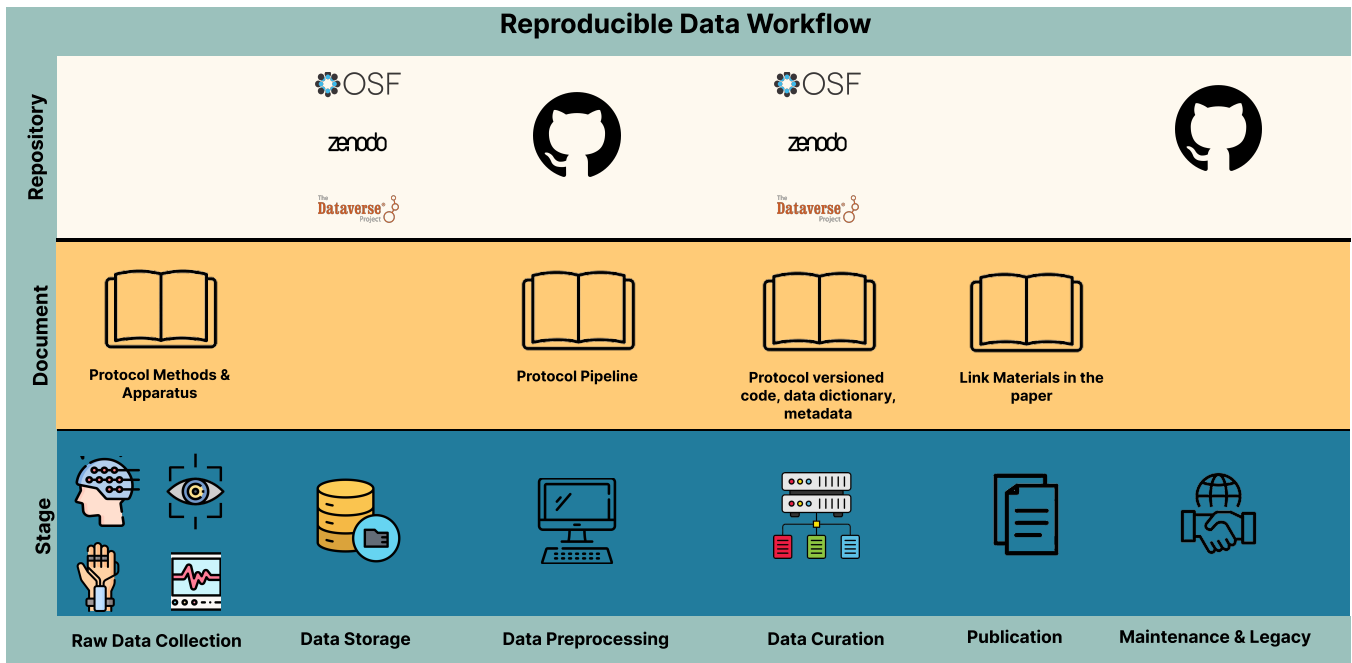 Reproducible Data Workflow
Repository
OSF
zenodo
The
Dataverse®
Project
OSF
zenodo
The
Dataverse®
Project
Document
Protocol Methods &
Apparatus
Protocol Pipeline
Protocol versioned
code, data dictionary,
metadata
Link Materials in the
paper
Stage
Raw Data Collection
Data Storage
Data Preprocessing
Data Curation
Publication
Maintenance & Legacy